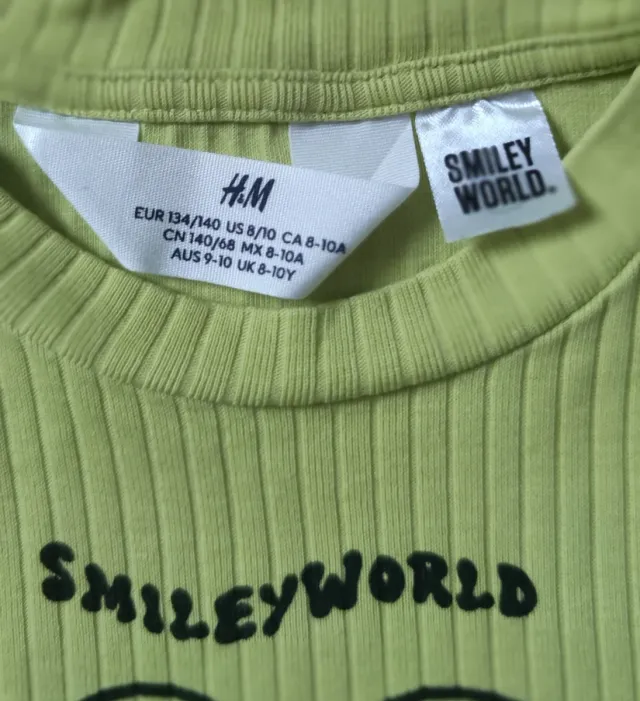 H&M
EUR 134/140 US 8/10 CA 8-10A
CN 140/68 MX 8-10A
AUS 9-10 UK 8-10Y
SMILEY
WORLD®
SMILEYWORLD